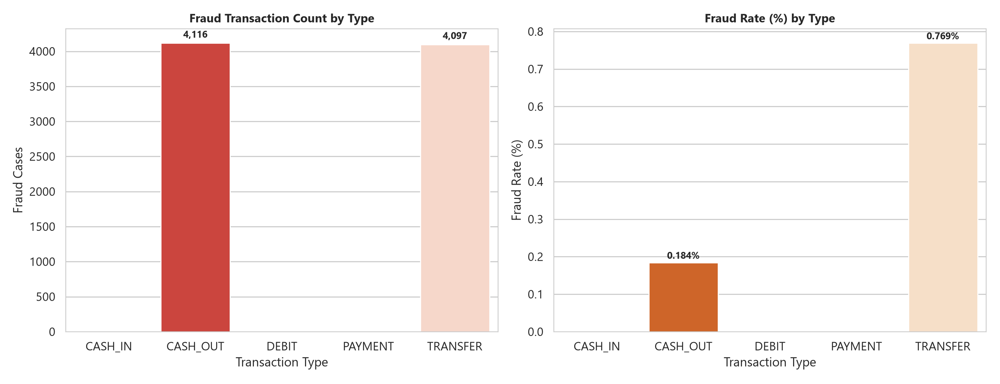 Fraud Transaction Count by Type
4,116
4,097
4000
3500
3000
2500
2000
1500
1000
500
0
Fraud Cases
CASH_IN CASH_OUT DEBIT PAYMENT TRANSFER
Transaction Type
Fraud Rate (%) by Type
0.8
0.769%
0.7
0.6
0.5
0.4
0.3
0.2
0.184%
0.1
0.0
Fraud Rate (%)
CASH_IN CASH_OUT DEBIT PAYMENT TRANSFER
Transaction Type